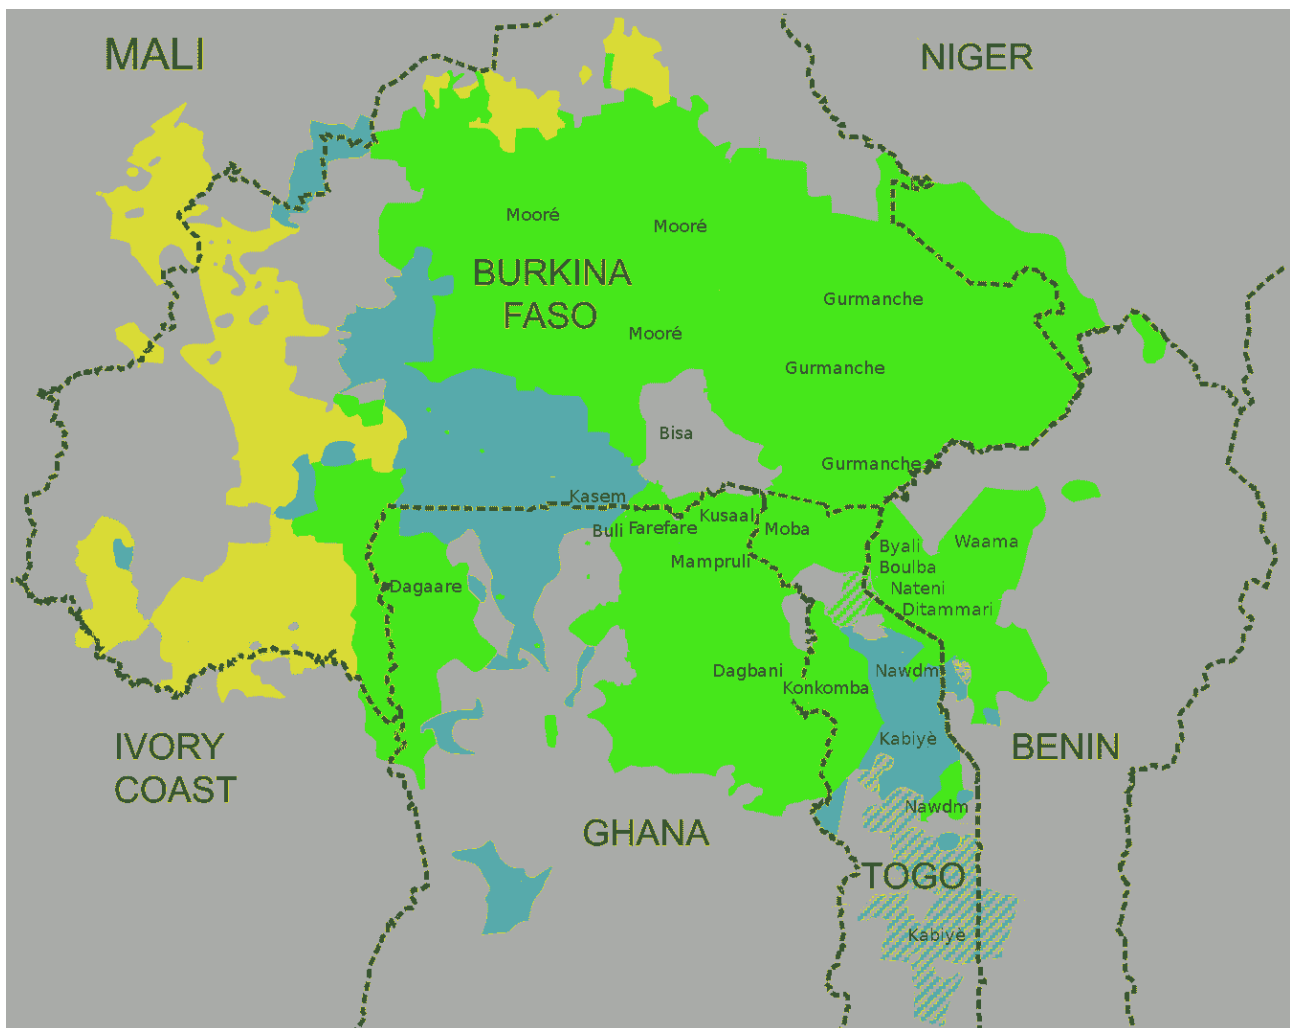 MALI
NIGER
Mooré
Mooré
BURKINA
FASO
Gurmanche
Mooré
Gurmanche
Bisa
Gurmanche
Kasem
Kusaal
Buli
Farefare
Moba
Mampruli
Byali
Waama
Boulba
Dagaare
Nateni
Ditammari
Dagbani
Nawdm
Konkomba
Kabiyè
IVORY
COAST
BENIN
Nawdm
GHANA
TOGO
Kabiyè